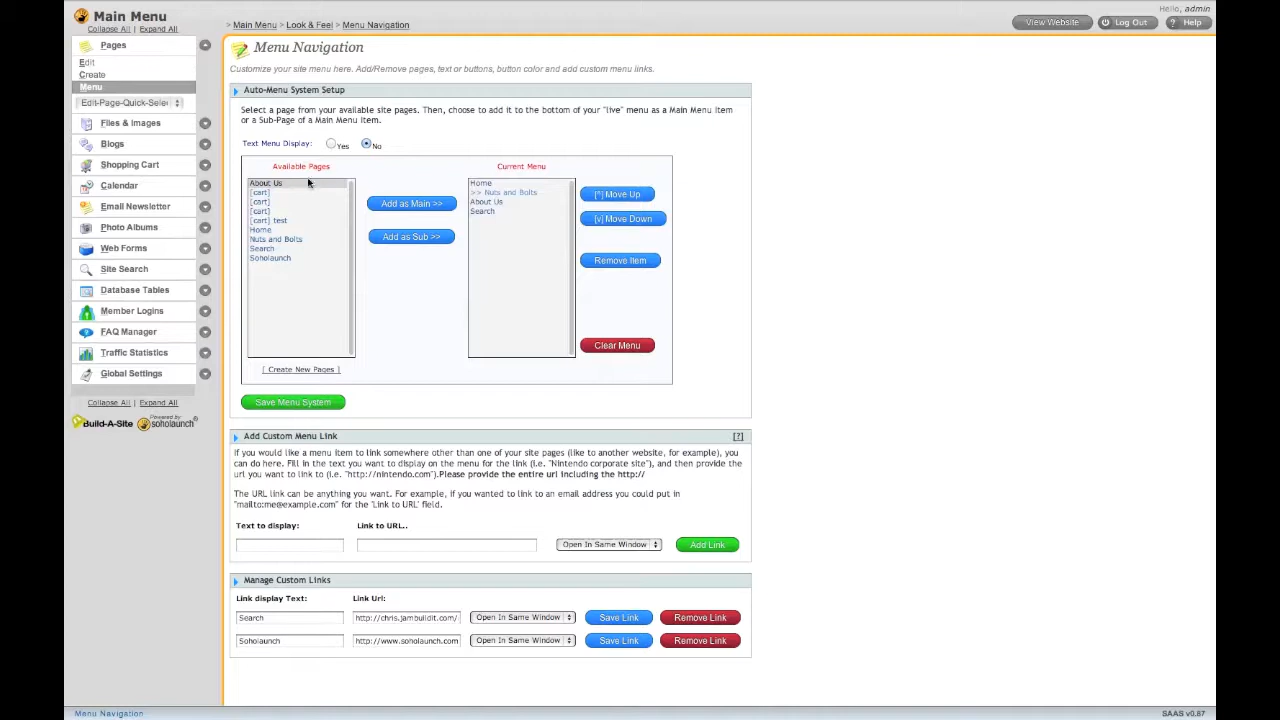 Main Menu
Collapse All | Expand All
> Main Menu > Look & Feel > Menu Navigation
Hello, admin
View Website
Log Out
? Help
Pages
Edit
Create
Menu
Edit-Page-Quick-Selec
Files & Images
Blogs
Shopping Cart
Calendar
Email Newsletter
Photo Albums
Web Forms
Site Search
Database Tables
Member Logins
FAQ Manager
Traffic Statistics
Global Settings
Collapse All | Expand All
Build-A-Site
Powered by
soholaunch
Menu Navigation
Customize your site menu here. Add/Remove pages, text or buttons, button color and add custom menu links.
Auto-Menu System Setup
Select a page from your available site pages. Then, choose to add it to the bottom of your "live" menu as a Main Menu Item
or a Sub-Page of a Main Menu Item.
Text Menu Display: Yes No
Available Pages
About Us
[cart]
[cart]
[cart]
[cart] test
Home
Nuts and Bolts
Search
Soholaunch
[ Create New Pages ]
Add as Main >>
Add as Sub >>
Current Menu
Home
>> Nuts and Bolts
About Us
Search
[^] Move Up
[v] Move Down
Remove Item
Clear Menu
Save Menu System
Add Custom Menu Link
[?]
If you would like a menu item to link somewhere other than one of your site pages (like to another website, for example), you
can do here. Fill in the text you want to display on the menu for the link (i.e. "Nintendo corporate site"), and then provide the
url you want to link to (i.e. "http://nintendo.com").Please provide the entire url including the http://
The URL link can be anything you want. For example, if you wanted to link to an email address you could put in
"mailto:me@example.com" for the 'Link to URL' field.
Text to display: Link to URL..
Open In Same Window
Add Link
Manage Custom Links
Link display Text: Link Url:
Search http://chris.jambuildit.com/ Open In Same Window Save Link Remove Link
Soholaunch http://www.soholaunch.com Open In Same Window Save Link Remove Link
Menu Navigation
SAAS v0.87